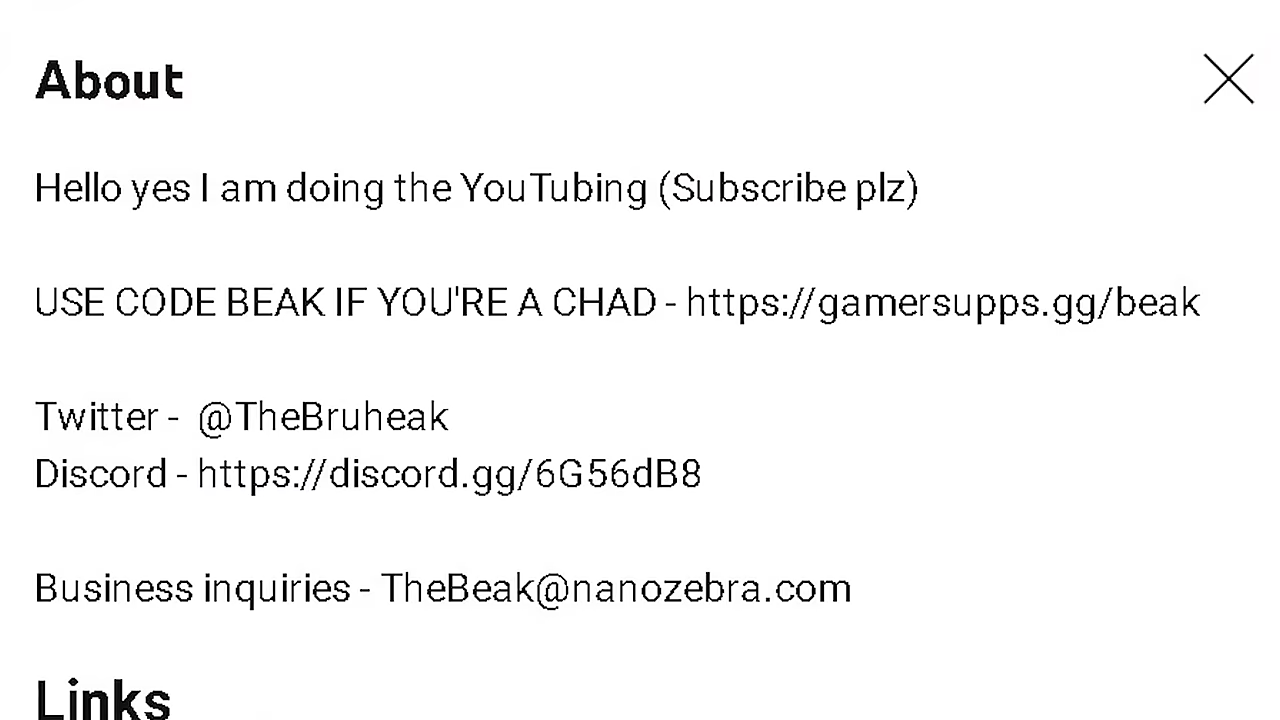 About
Hello yes I am doing the YouTubing (Subscribe plz)
USE CODE BEAK IF YOU'RE A CHAD - https://gamersupps.gg/beak
Twitter -  @TheBruheak
Discord - https://discord.gg/6G56dB8
Business inquiries - TheBeak@nanozebra.com
Links